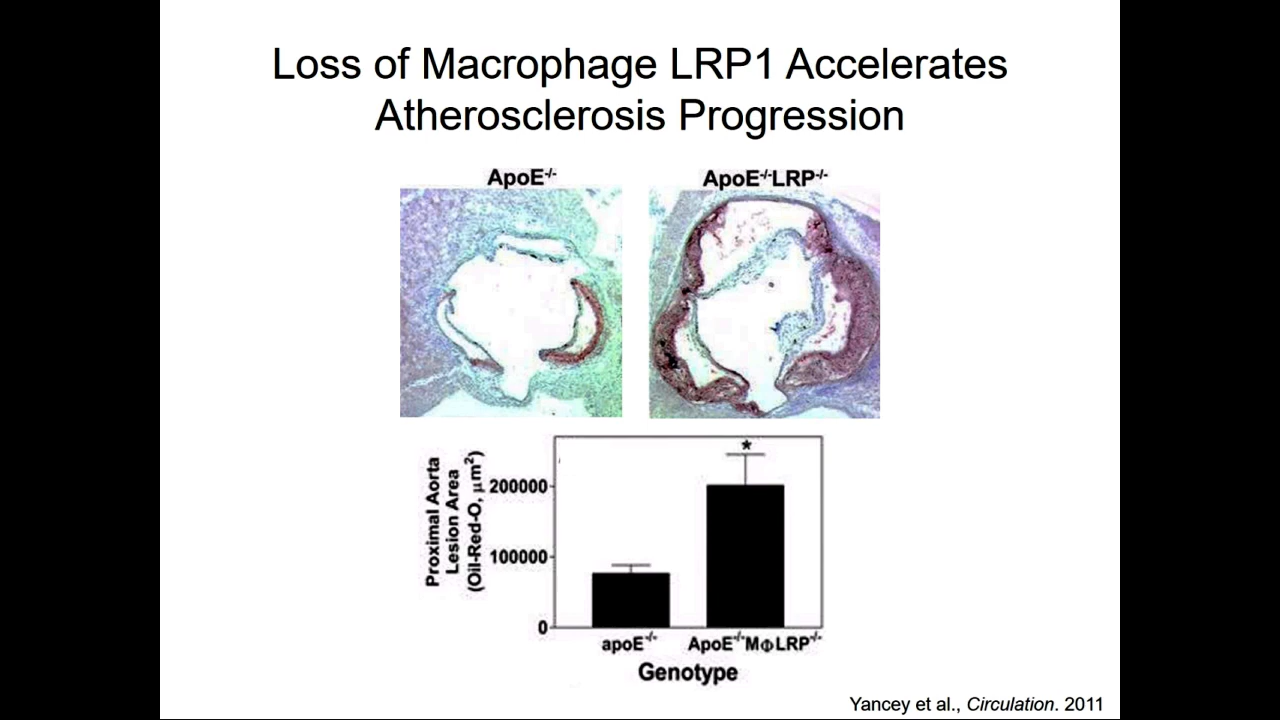 Loss of Macrophage LRP1 Accelerates
Atherosclerosis Progression
ApoE-/-
ApoE-/-LRP-/-
Proximal Aorta
Lesion Area
(Oil-Red-O, μm²)
200000
100000
0
*
apoE-/-
ApoE-/-MΦLRP-/-
Genotype
Yancey et al., Circulation. 2011